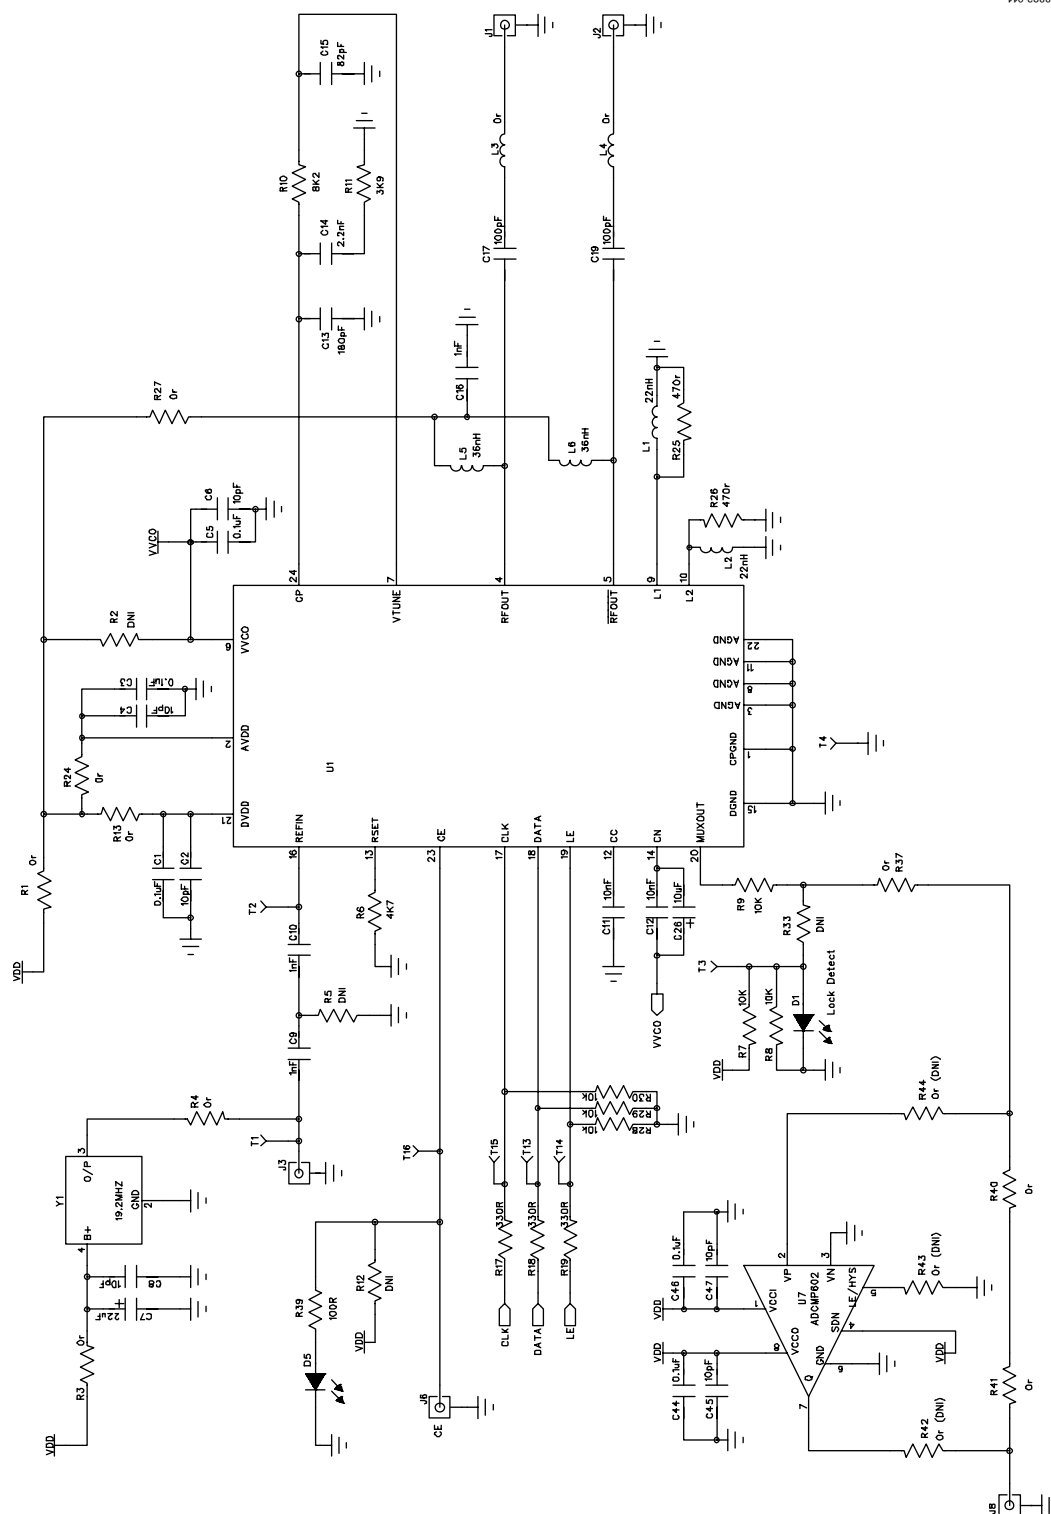 VDD
R1
0r
R27
0r
VVCO
C5
0.1uF
C6
10pF
R2
DNI
R24
0r
C4
10pF
C3
0.1uF
R13
0r
C1
0.1uF
C2
10pF
21
DVDD
2
AVDD
6
VVCO
U1
C15
82pF
R10
8K2
R11
3K9
C14
2.2nF
C13
180pF
24
CP
7
VTUNE
J1
L3
0r
C17
100pF
J2
L4
0r
C19
100pF
C16
1nF
L5
36nH
L6
36nH
4
RFOUT
5
RFOUT
L1
22nH
R25
470r
9
L1
R26
470r
L2
22nH
10
L2
AGND
22
AGND
11
AGND
8
AGND
3
CPGND
1
DGND
15
T4
16
REFIN
13
RSET
23
CE
17
CLK
18
DATA
19
LE
12
CC
14
CN
20
MUXOUT
T2
C10
1nF
R6
4K7
R5
DNI
C9
1nF
R4
0r
T1
J3
Y1
19.2MHZ
3
O/P
GND
2
B+
4
C8
10pF
C7
22uF
+
R3
0r
VDD
T16
R39
100R
D5
R12
DNI
VDD
J6
CE
C11
10nF
C12
10nF
C26
10uF
+
VVCO
R30
10k
R29
10k
R28
10k
T15
T13
T14
R17
330R
R18
330R
R19
330R
CLK
DATA
LE
R9
10K
R37
0r
R33
DNI
T3
R7
10K
R8
10K
VDD
D1
Lock Detect
R44
0r (DNI)
R40
0r
R43
0r (DNI)
R41
0r
R42
0r (DNI)
U7
ADCMP602
VP
2
VN
3
VCCI
1
VCCO
8
LE/HYS
5
SDN
4
GND
6
Q
7
VDD
C46
0.1uF
C47
10pF
VDD
C44
0.1uF
C45
10pF
VDD
J8